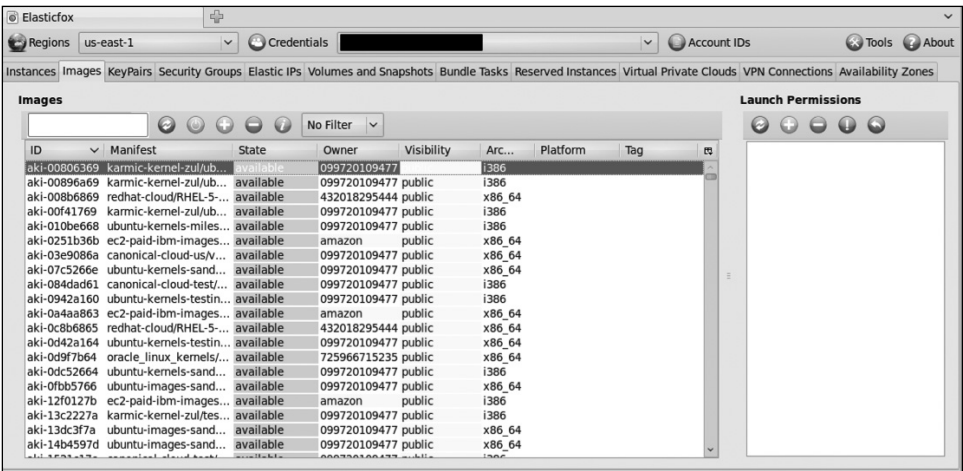 Elasticfox
Regions us-east-1 Credentials Account IDs Tools About
Instances Images KeyPairs Security Groups Elastic IPs Volumes and Snapshots Bundle Tasks Reserved Instances Virtual Private Clouds VPN Connections Availability Zones
Images Launch Permissions
No Filter
ID Manifest State Owner Visibility Arc... Platform Tag
aki-00806369 karmic-kernel-zul/ub... available 099720109477 i386
aki-00896a69 karmic-kernel-zul/ub... available 099720109477 public i386
aki-008b6869 redhat-cloud/RHEL-5-... available 432018295444 public x86_64
aki-00f41769 karmic-kernel-zul/ub... available 099720109477 public i386
aki-010be668 ubuntu-kernels-miles... available 099720109477 public i386
aki-0251b36b ec2-paid-ibm-images... available amazon public x86_64
aki-03e9086a canonical-cloud-us/v... available 099720109477 public x86_64
aki-07c5266e ubuntu-kernels-sand... available 099720109477 public x86_64
aki-084dad61 canonical-cloud-test/... available 099720109477 public i386
aki-0942a160 ubuntu-kernels-testin... available 099720109477 public i386
aki-0a4aa863 ec2-paid-ibm-images... available amazon public x86_64
aki-0c8b6865 redhat-cloud/RHEL-5-... available 432018295444 public x86_64
aki-0d42a164 ubuntu-kernels-testin... available 099720109477 public x86_64
aki-0d9f7b64 oracle_linux_kernels/... available 725966715235 public x86_64
aki-0dc52664 ubuntu-kernels-sand... available 099720109477 public i386
aki-0fbb5766 ubuntu-images-sand... available 099720109477 public x86_64
aki-12f0127b ec2-paid-ibm-images... available amazon public i386
aki-13c2227a karmic-kernel-zul/tes... available 099720109477 public i386
aki-13dc3f7a ubuntu-images-sand... available 099720109477 public x86_64
aki-14b4597d ubuntu-images-sand... available 099720109477 public x86_64